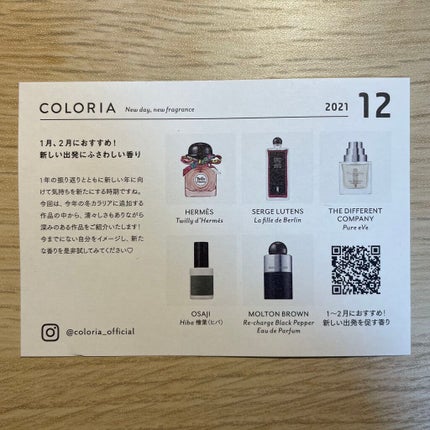 COLORIA New day, new fragrance 2021 12
1月、2月におすすめ！
新しい出発にふさわしい香り
1年の振り返りとともに新しい年に向
けて気持ちを新たにする時期ですね。
今回は、今年の冬カラリアに追加する
作品の中から、清々しさもありながら
深みのある作品をご紹介いたします！
今までにない自分をイメージし、新た
な香りを是非試してみてください♡
@coloria_official
HERMÈS
Twilly d'Hermès
SERGE LUTENS
La fille de Berlin
THE DIFFERENT
COMPANY
Pure eVe
OSAJI
Hiba 檜葉〈ヒバ〉
MOLTON BROWN
Re-charge Black Pepper
Eau de Parfum
1〜2月におすすめ！
新しい出発を促す香り